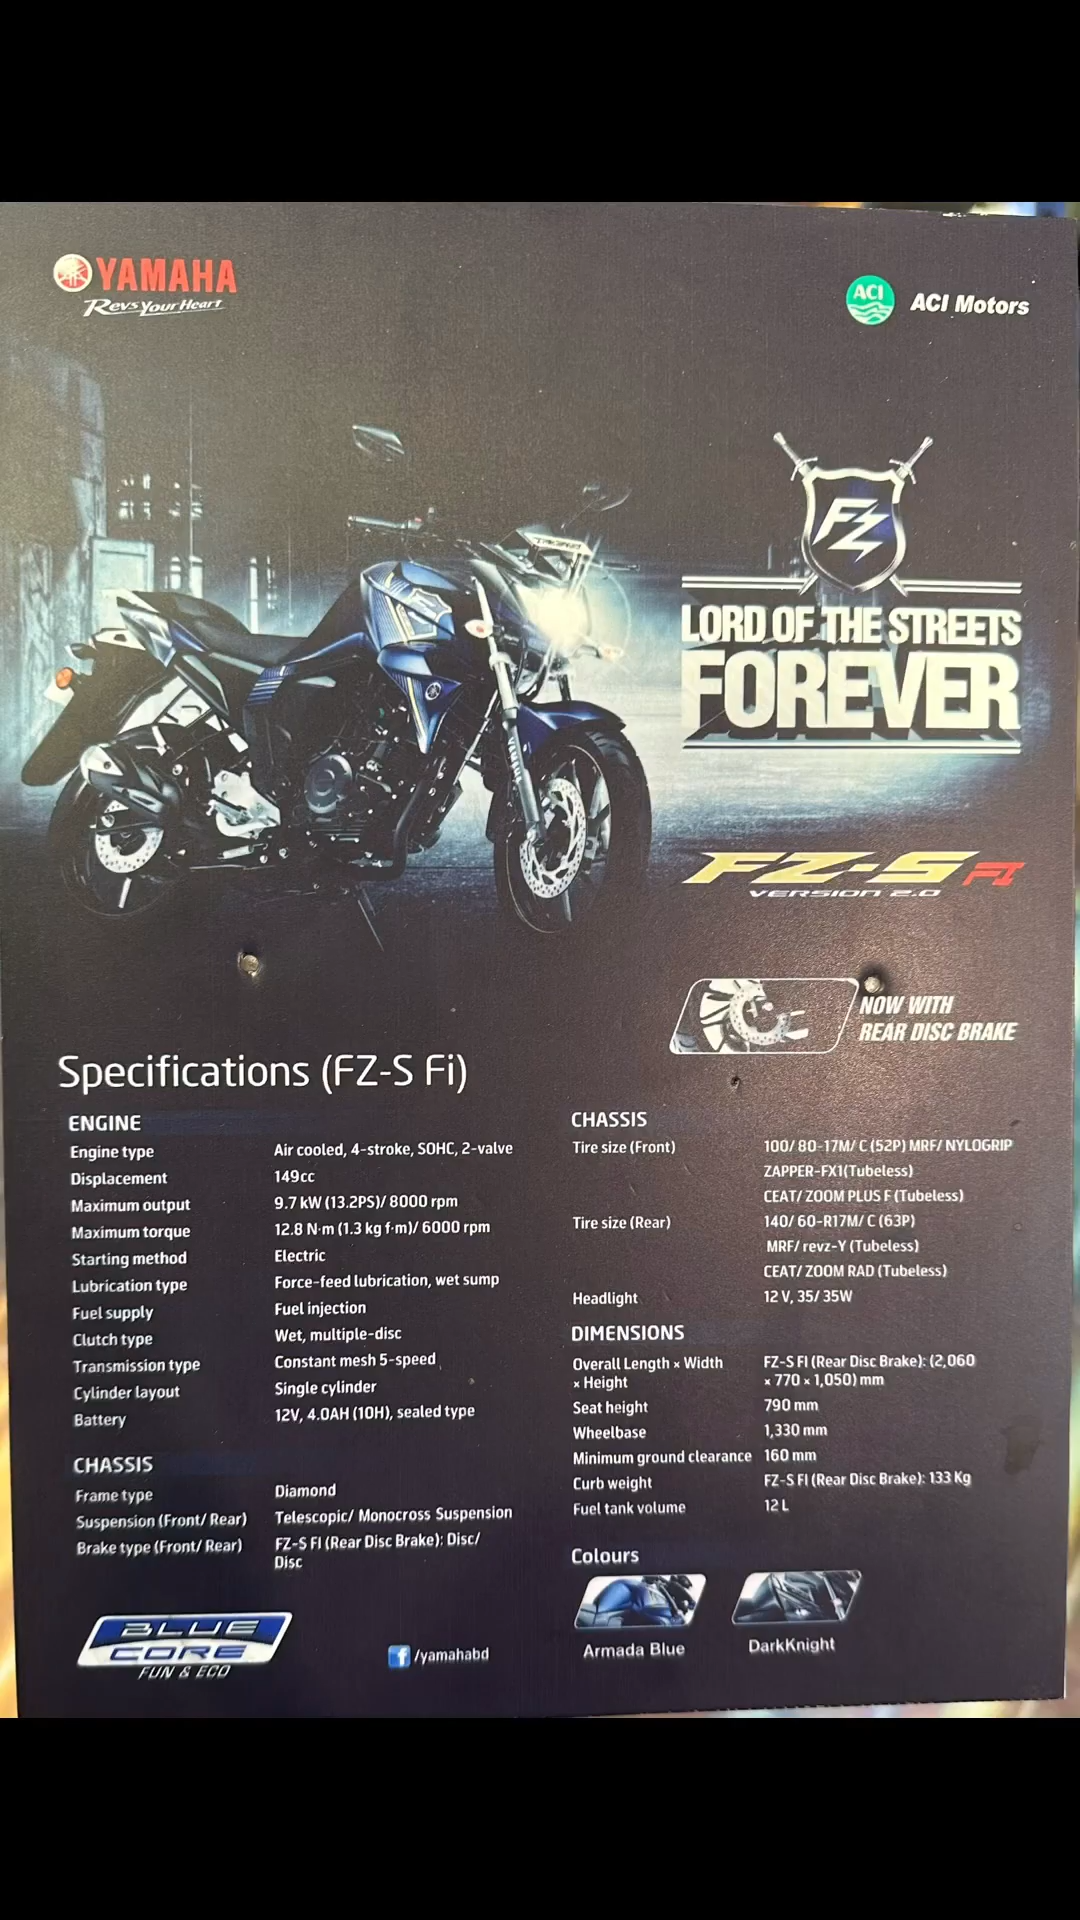 YAMAHA
Revs Your Heart
ACI
ACI Motors
FZ
LORD OF THE STREETS
FOREVER
YAMAHA
FZ-S FI
VERSION 2.0
NOW WITH
REAR DISC BRAKE
Specifications (FZ-S Fi)
ENGINE
Engine type Air cooled, 4-stroke, SOHC, 2-valve
Displacement 149cc
Maximum output 9.7 kW (13.2PS)/ 8000 rpm
Maximum torque 12.8 N·m (1.3 kg f·m)/ 6000 rpm
Starting method Electric
Lubrication type Force-feed lubrication, wet sump
Fuel supply Fuel injection
Clutch type Wet, multiple-disc
Transmission type Constant mesh 5-speed
Cylinder layout Single cylinder
Battery 12V, 4.0AH (10H), sealed type
CHASSIS
Frame type Diamond
Suspension (Front/ Rear) Telescopic/ Monocross Suspension
Brake type (Front/ Rear) FZ-S FI (Rear Disc Brake): Disc/
Disc
CHASSIS
Tire size (Front) 100/ 80-17M/ C (52P) MRF/ NYLOGRIP
ZAPPER-FX1(Tubeless)
CEAT/ ZOOM PLUS F (Tubeless)
Tire size (Rear) 140/ 60-R17M/ C (63P)
MRF/ revz-Y (Tubeless)
CEAT/ ZOOM RAD (Tubeless)
Headlight 12 V, 35/ 35W
DIMENSIONS
Overall Length × Width FZ-S FI (Rear Disc Brake): (2,060
× Height × 770 × 1,050) mm
Seat height 790 mm
Wheelbase 1,330 mm
Minimum ground clearance 160 mm
Curb weight FZ-S FI (Rear Disc Brake): 133 Kg
Fuel tank volume 12 L
Colours
Armada Blue DarkKnight
BLUE
CORE
FUN & ECO
f /yamahabd